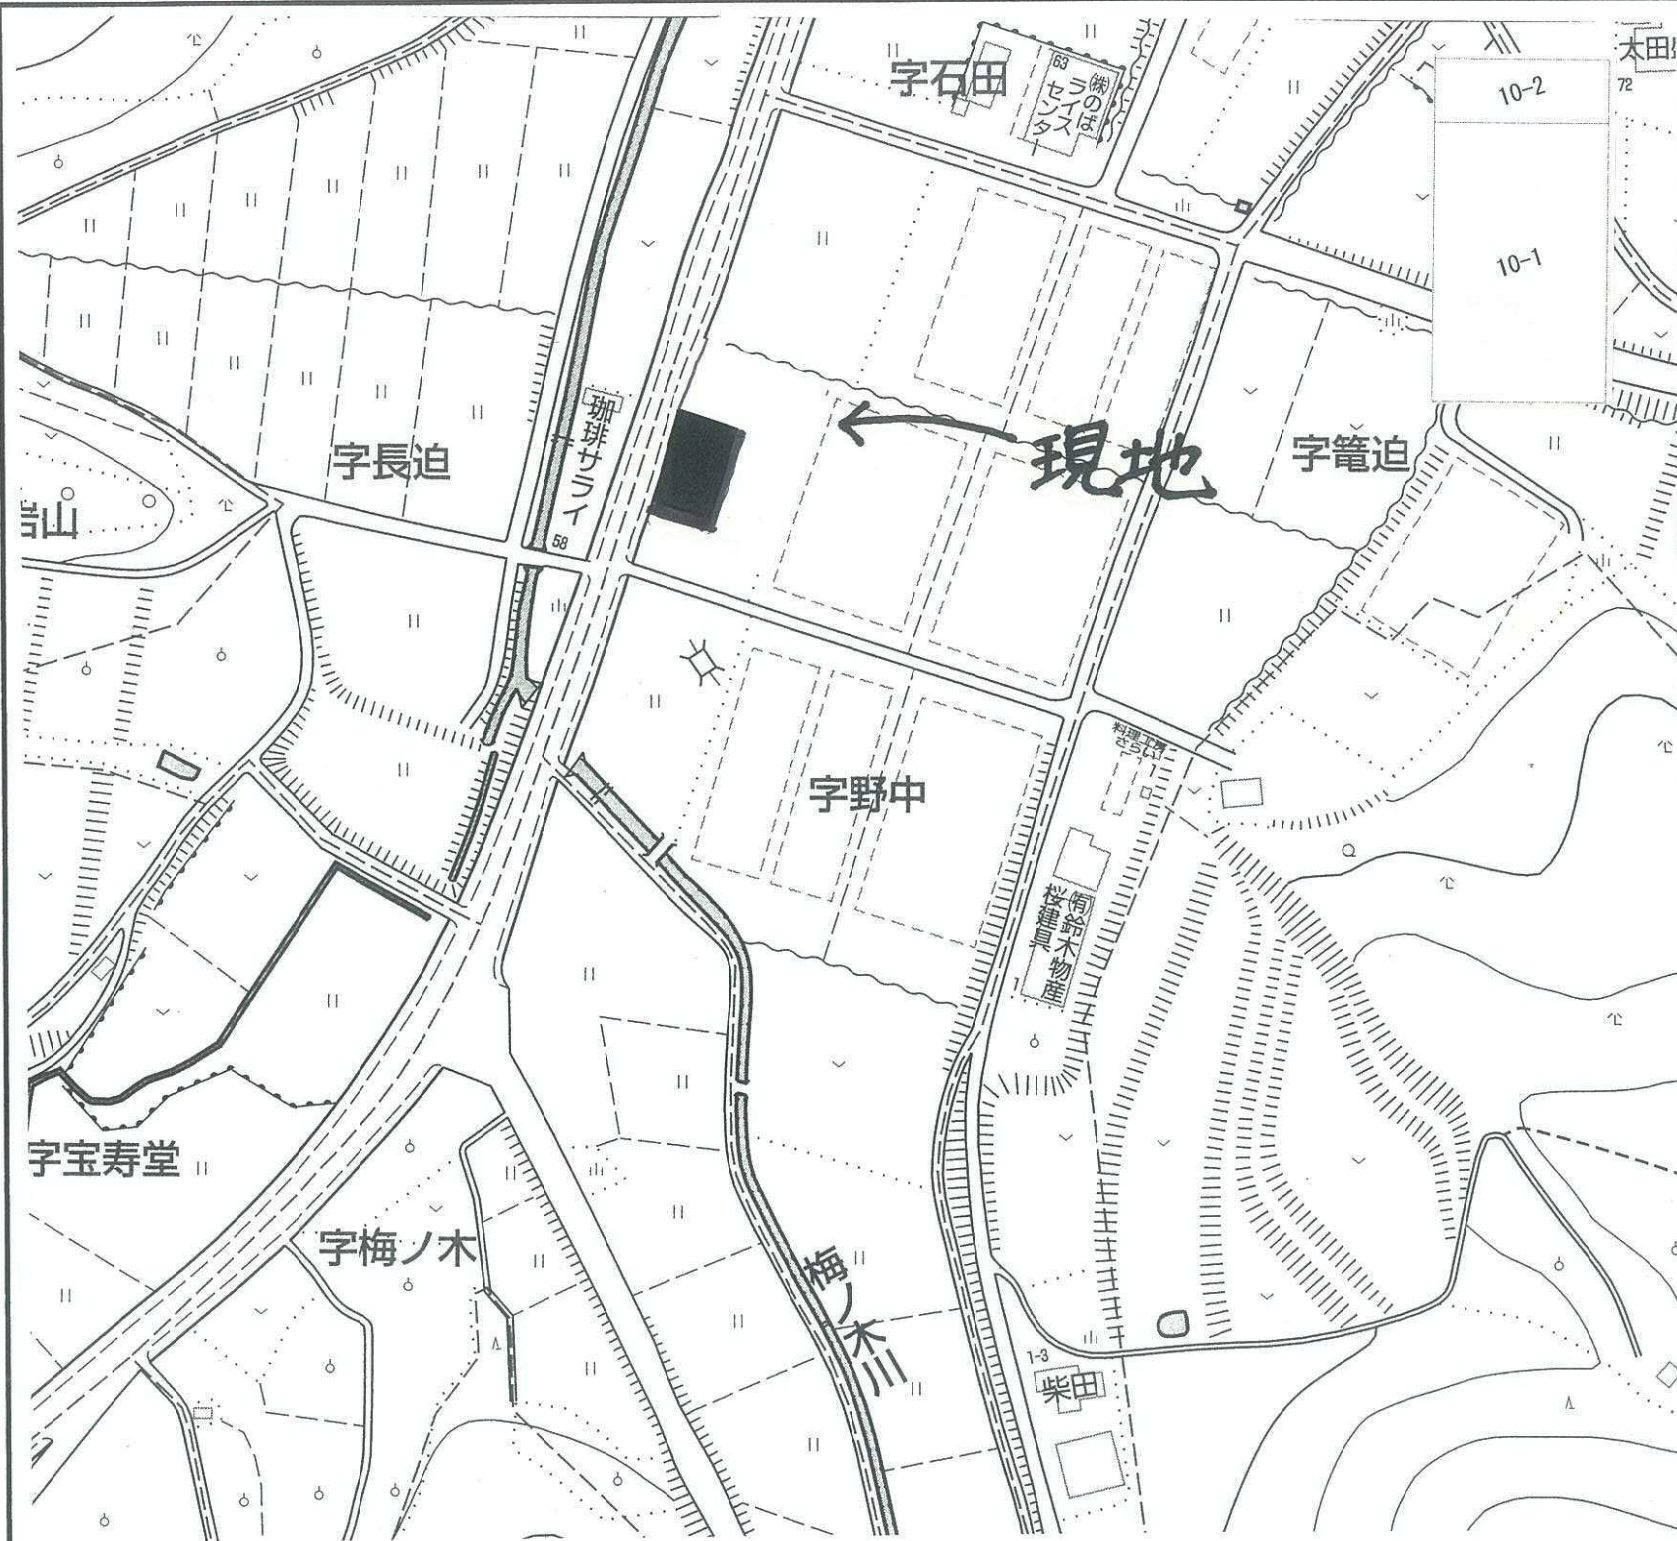 字石田
63
㈱のば
ライス
センタ
太田
72
10-2
10-1
珈琲サライ
58
字長迫
現地
字篭迫
岩山
字野中
料理工房
さらい
㈲鈴木物産
桜建具
字宝寿堂
字梅ノ木
梅ノ木川
1-3
柴田